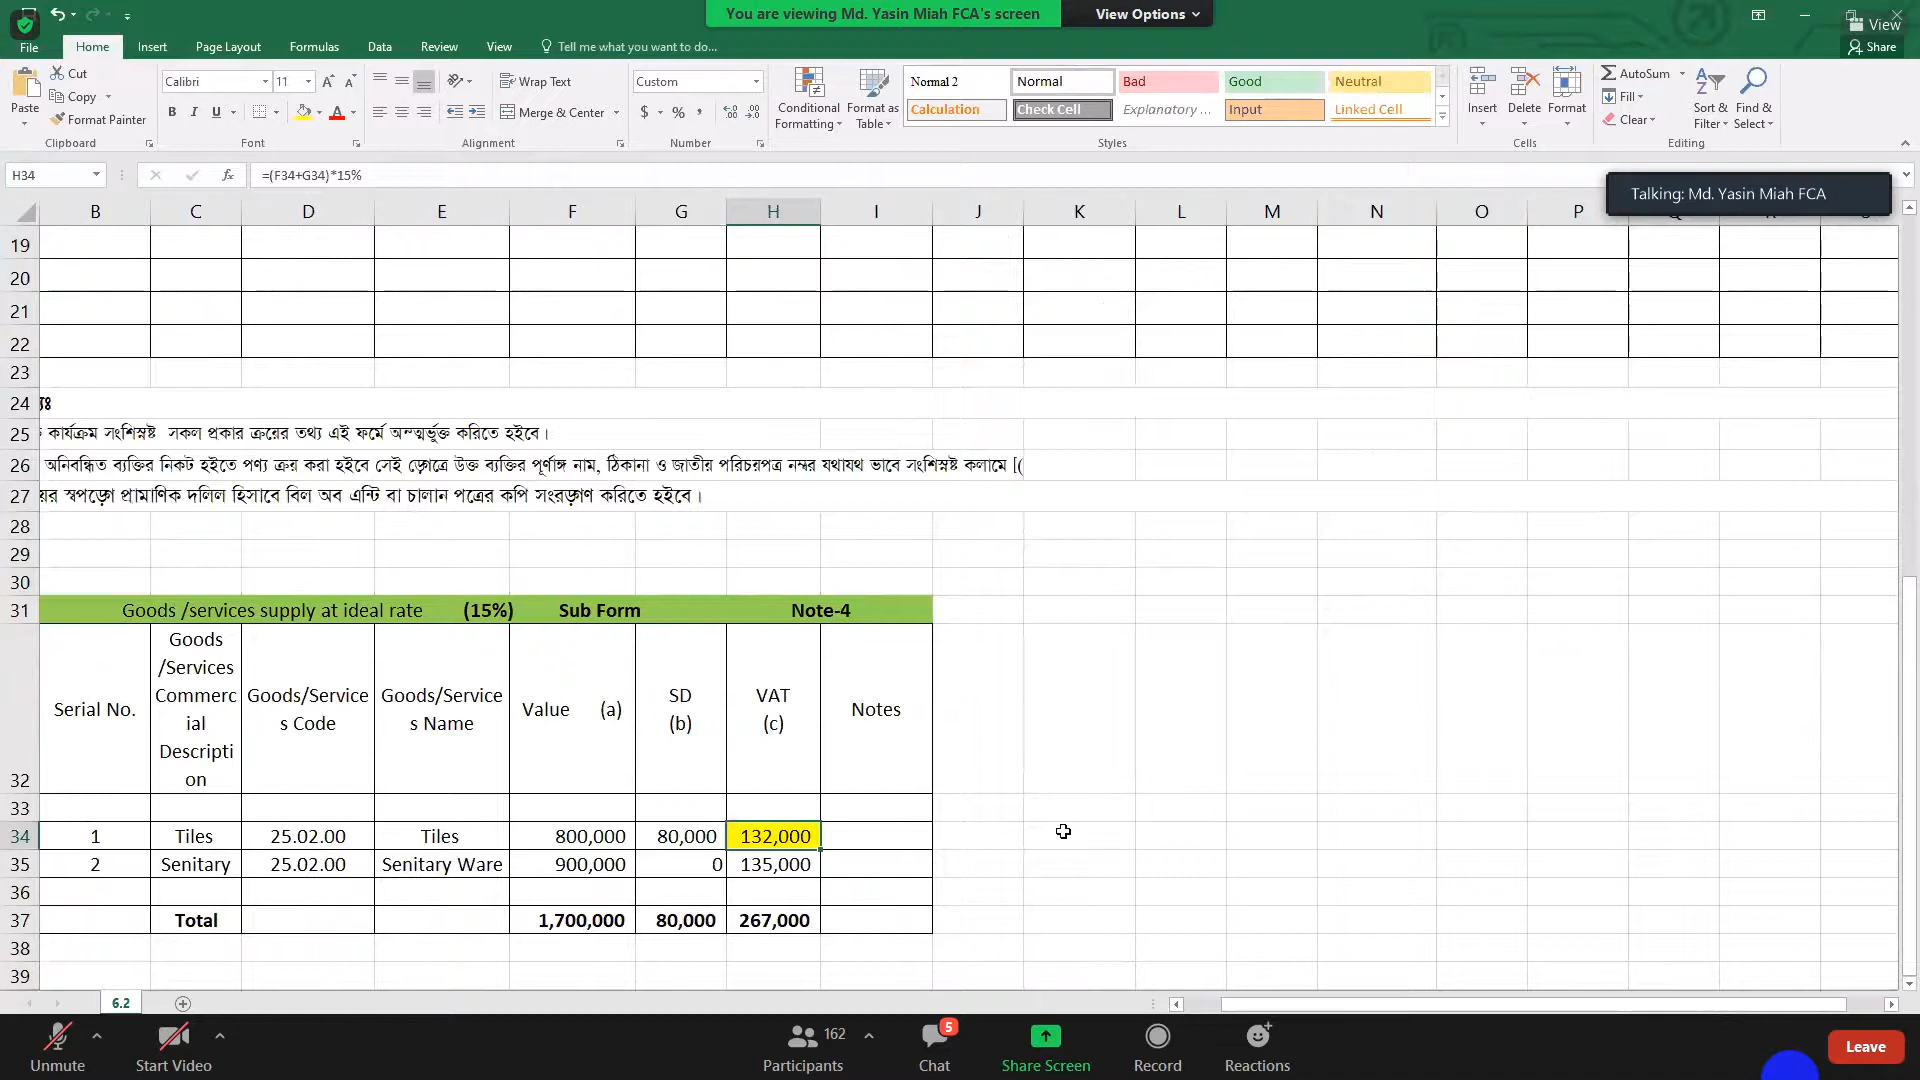 You are viewing Md. Yasin Miah FCA's screen
View Options
View
File
Home
Insert
Page Layout
Formulas
Data
Review
View
Tell me what you want to do...
Share
Paste
Cut
Copy
Format Painter
Clipboard
Calibri
11
B I U
Font
Wrap Text
Merge & Center
Alignment
Custom
$ % ,
Number
Conditional Formatting
Format as Table
Normal 2
Normal
Bad
Good
Neutral
Calculation
Check Cell
Explanatory ...
Input
Linked Cell
Styles
Insert
Delete
Format
Cells
AutoSum
Fill
Clear
Sort & Filter
Find & Select
Editing
H34
fx
=(F34+G34)*15%
Talking: Md. Yasin Miah FCA
B C D E F G H I J K L M N O P
19
20
21
22
23
24
25 কার্যক্রম সংশিস্নষ্ট সকল প্রকার ক্রয়ের তথ্য এই ফর্মে অন্ত্মর্ভুক্ত করিতে হইবে।
26 অনিবন্ধিত ব্যক্তির নিকট হইতে পণ্য ক্রয় করা হইবে সেই ড়্গেত্রে উক্ত ব্যক্তির পূর্ণাঙ্গ নাম, ঠিকানা ও জাতীয় পরিচয়পত্র নম্বর যথাযথ ভাবে সংশিস্নষ্ট কলামে [(
27 য়ের স্বপড়্গে প্রামাণিক দলিল হিসাবে বিল অব এন্ট্রি বা চালান পত্রের কপি সংরড়্গণ করিতে হইবে।
28
29
30
31 Goods /services supply at ideal rate (15%) Sub Form Note-4
32 Serial No. Goods /Services Commercial Description Goods/Services Code Goods/Services Name Value (a) SD (b) VAT (c) Notes
33
34 1 Tiles 25.02.00 Tiles 800,000 80,000 132,000
35 2 Senitary 25.02.00 Senitary Ware 900,000 0 135,000
36
37 Total 1,700,000 80,000 267,000
38
39
6.2
Unmute
Start Video
162
Participants
5
Chat
Share Screen
Record
Reactions
Leave